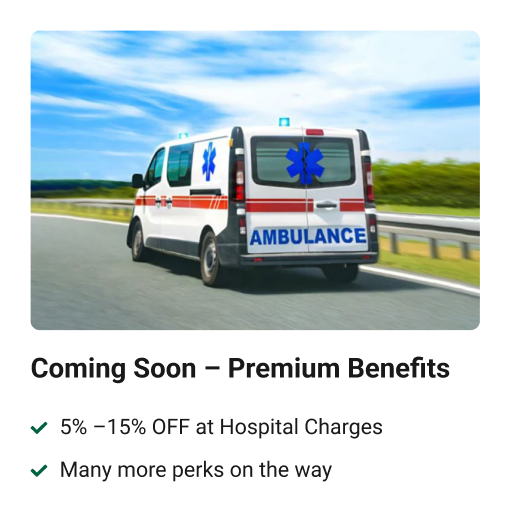 AMBULANCE
Coming Soon – Premium Benefits
5% –15% OFF at Hospital Charges
Many more perks on the way